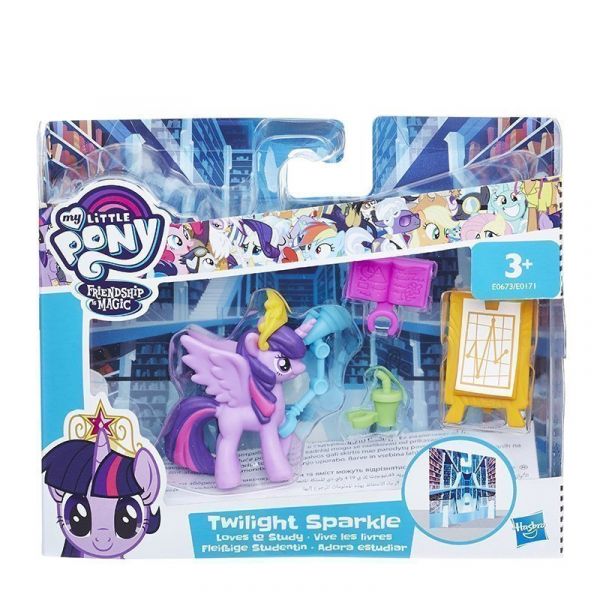 my LiTTLE
PONY
FRIENDSHIP
IS MAGIC
3+
E0673/E0171
Twilight Sparkle
Loves to Study · Vive les livres
Fleißige Studentin · Adora estudiar
Hasbro